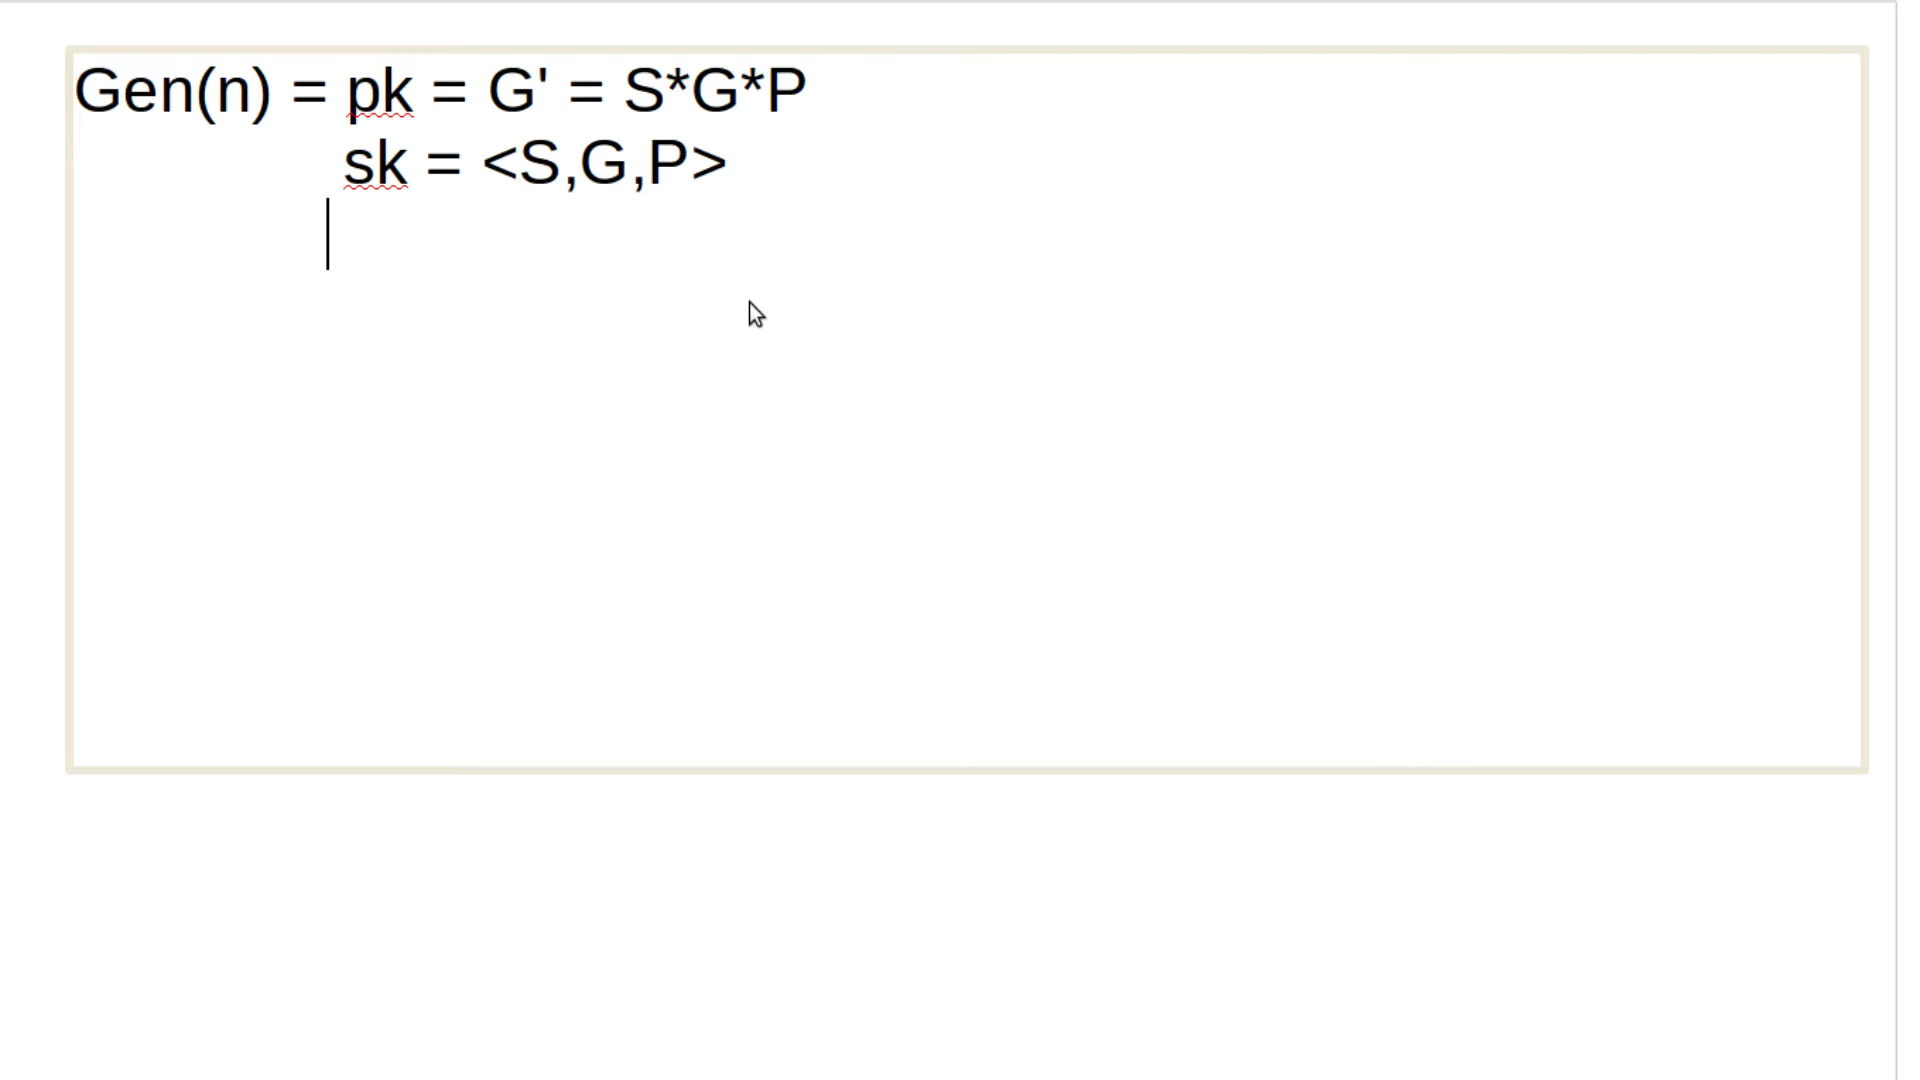 Gen(n) = pk = G' = S*G*P
sk = <S,G,P>